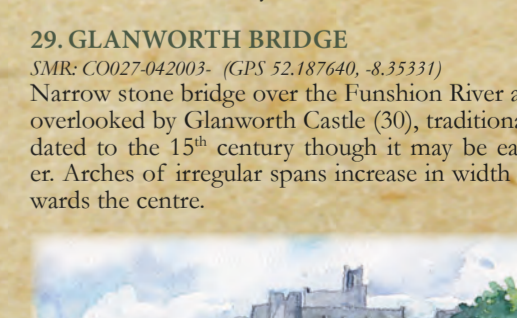 29. GLANWORTH BRIDGE
SMR: CO027-042003- (GPS 52.187640, -8.35331)
Narrow stone bridge over the Funshion River a
overlooked by Glanworth Castle (30), traditiona
dated to the 15th century though it may be ea
er. Arches of irregular spans increase in width
wards the centre.